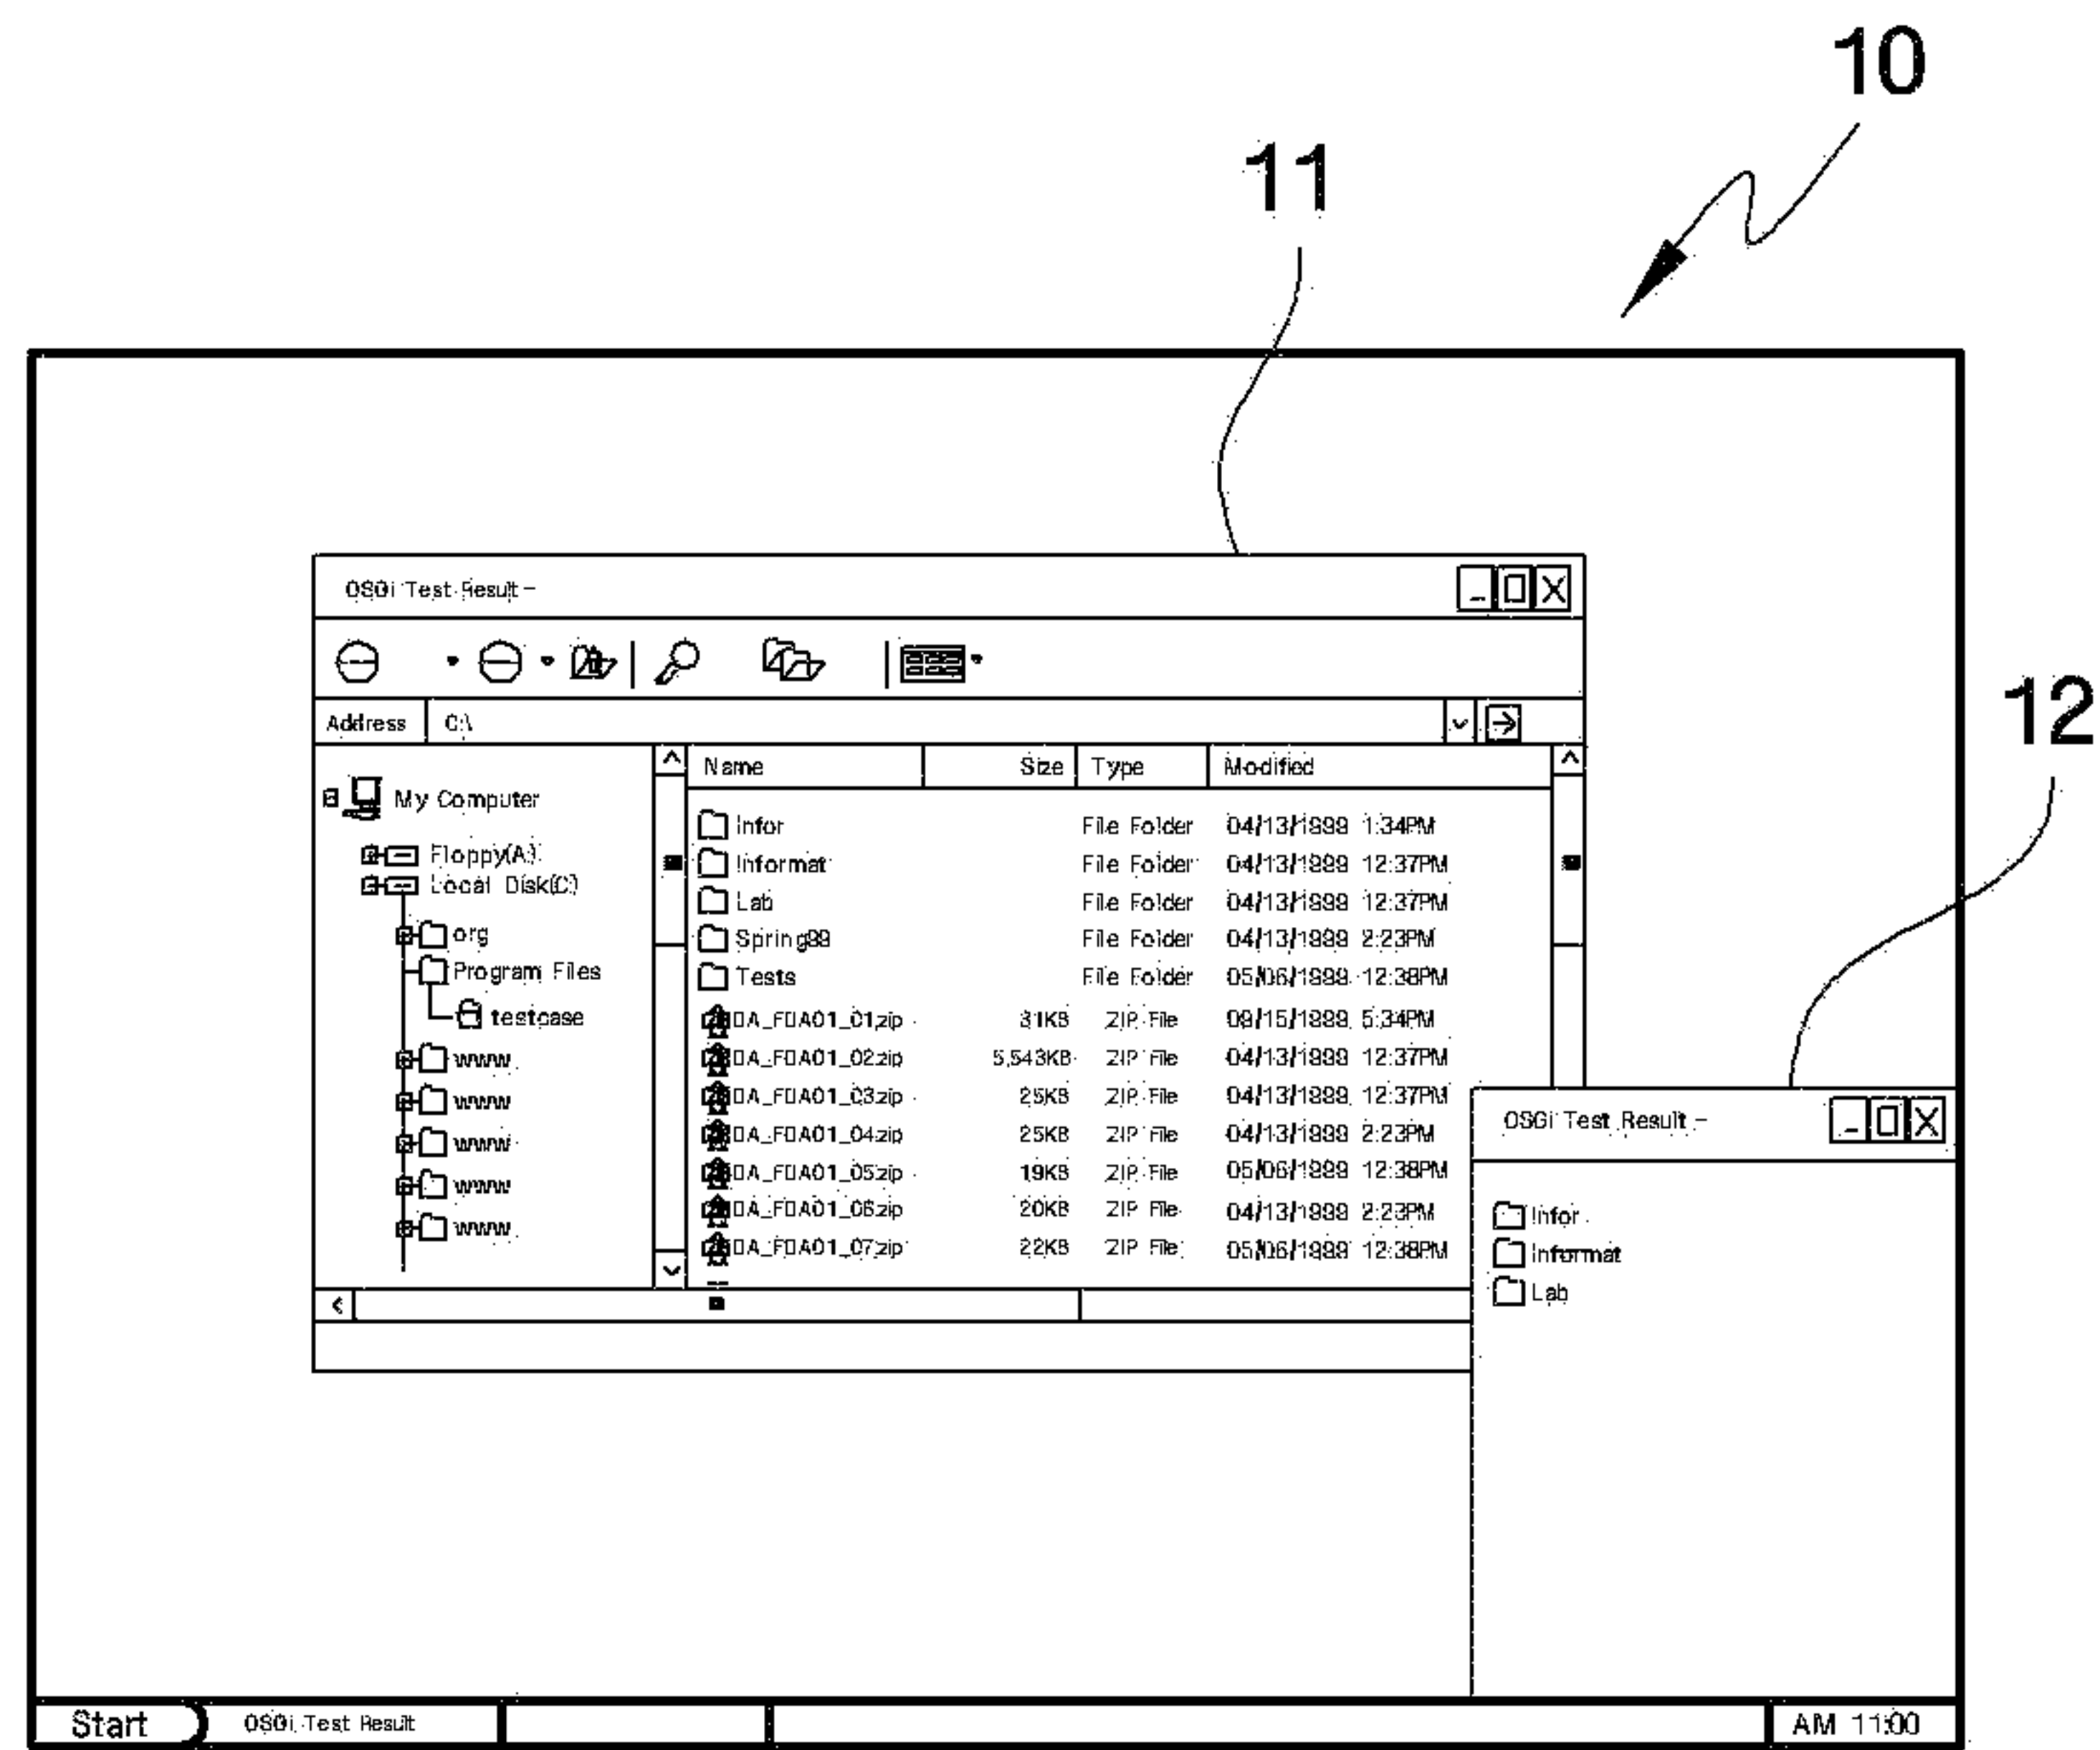 10
11
12
OSGi Test Result -
Address C:\
My Computer
Floppy(A:)
Local Disk(C:)
org
Program Files
testcase
www
www
www
www
www
Name Size Type Modified
Infor File Folder 04/13/1999 1:34PM
Informat File Folder 04/13/1999 12:37PM
Lab File Folder 04/13/1999 12:37PM
Spring99 File Folder 04/13/1999 2:23PM
Tests File Folder 05/06/1999 12:38PM
A_FDA01_01.zip 31KB ZIP File 09/15/1999 5:34PM
A_FDA01_02.zip 5,543KB ZIP File 04/13/1999 12:37PM
A_FDA01_03.zip 25KB ZIP File 04/13/1999 12:37PM
A_FDA01_04.zip 25KB ZIP File 04/13/1999 2:23PM
A_FDA01_05.zip 19KB ZIP File 05/06/1999 12:38PM
A_FDA01_06.zip 20KB ZIP File 04/13/1999 2:23PM
A_FDA01_07.zip 22KB ZIP File 05/06/1999 12:38PM
OSGi Test Result -
Infor
Informat
Lab
Start OSGi Test Result AM 11:00